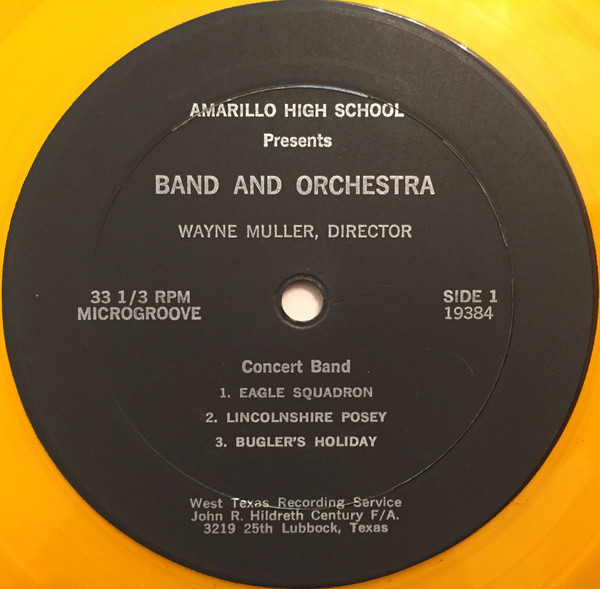 AMARILLO HIGH SCHOOL
Presents
BAND AND ORCHESTRA
WAYNE MULLER, DIRECTOR
33 1/3 RPM
MICROGROOVE
SIDE 1
19384
Concert Band
1. EAGLE SQUADRON
2. LINCOLNSHIRE POSEY
3. BUGLER'S HOLIDAY
West Texas Recording Service
John R. Hildreth Century F/A.
3219 25th Lubbock, Texas